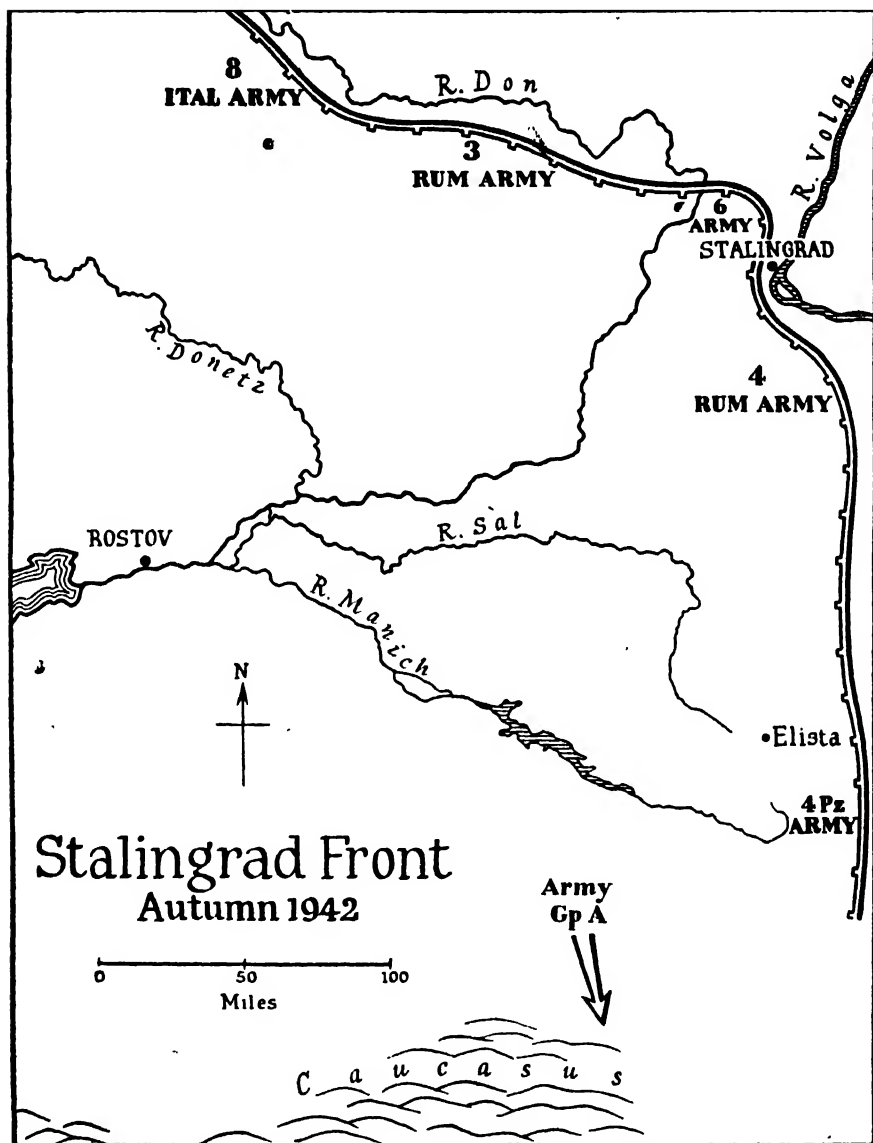 8
ITAL ARMY
R. Don
R. Volga
3
RUM ARMY
6
ARMY
STALINGRAD
R. Donetz
4
RUM ARMY
ROSTOV
R. Sal
R. Manich
N
Elista
4 Pz
ARMY
Stalingrad Front
Autumn 1942
Army
Gp A
0 50 100
Miles
Caucasus